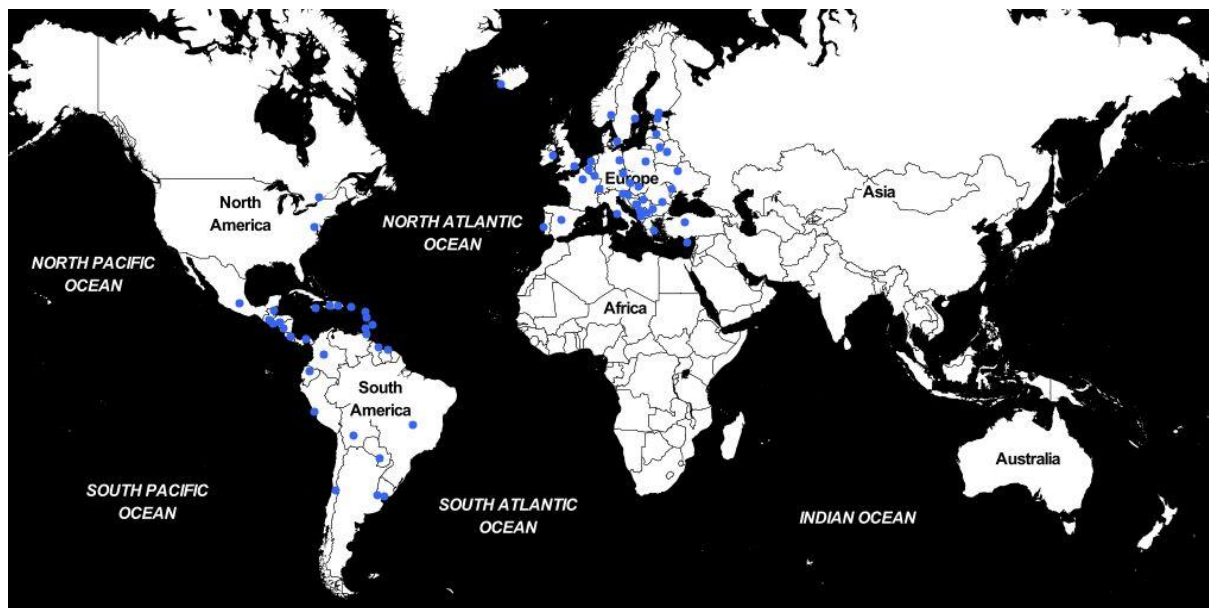 Europe
Asia
North
America
NORTH ATLANTIC
OCEAN
NORTH PACIFIC
OCEAN
Africa
South
America
Australia
SOUTH PACIFIC
OCEAN
SOUTH ATLANTIC
OCEAN
INDIAN OCEAN